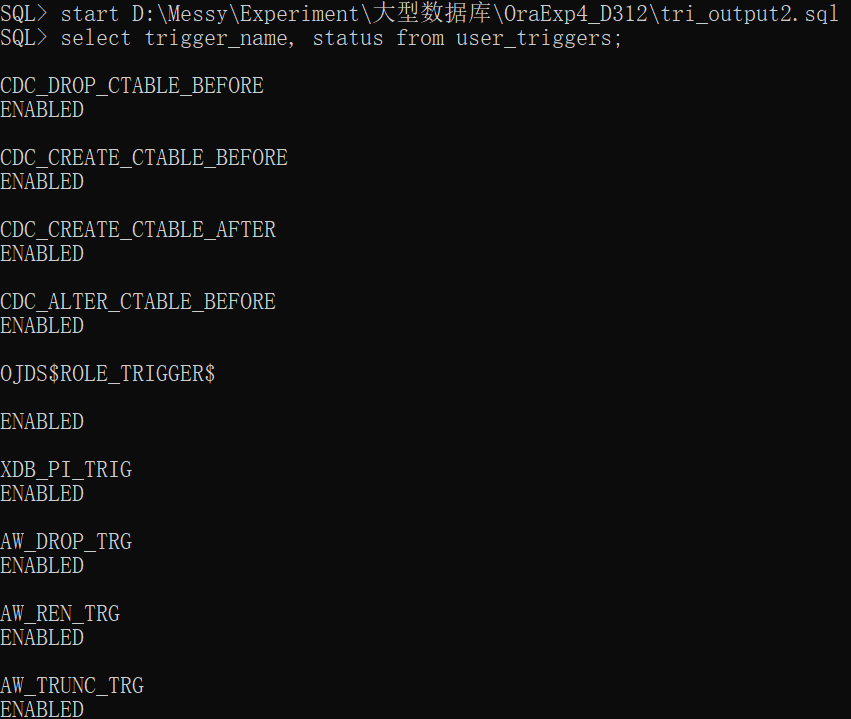 SQL> start D:\Messy\Experiment\大型数据库\OraExp4_D312\tri_output2.sql
SQL> select trigger_name, status from user_triggers;
CDC_DROP_CTABLE_BEFORE
ENABLED
CDC_CREATE_CTABLE_BEFORE
ENABLED
CDC_CREATE_CTABLE_AFTER
ENABLED
CDC_ALTER_CTABLE_BEFORE
ENABLED
OJDS$ROLE_TRIGGER$
ENABLED
XDB_PI_TRIG
ENABLED
AW_DROP_TRG
ENABLED
AW_REN_TRG
ENABLED
AW_TRUNC_TRG
ENABLED